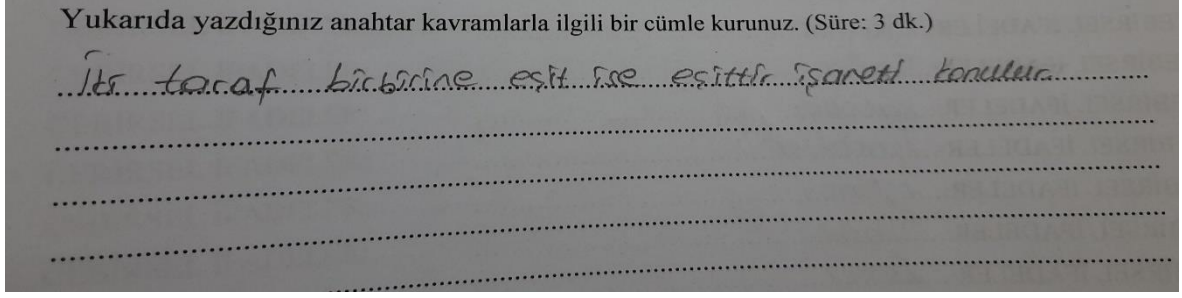 Yukarıda yazdığınız anahtar kavramlarla ilgili bir cümle kurunuz. (Süre: 3 dk.)
İki taraf birbirine eşit ise eşittir işareti konulur.